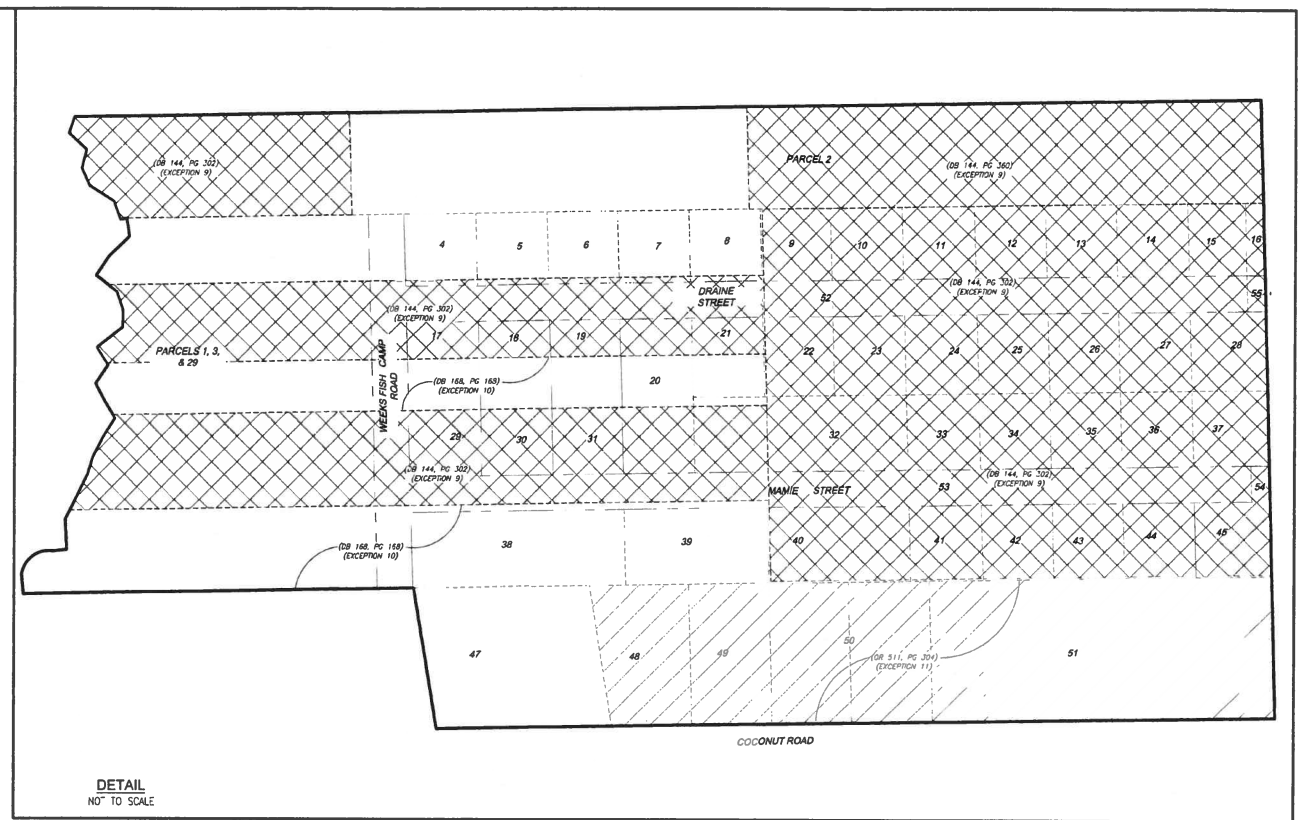 (DB 144, PG 302)
(EXCEPTION 9)
PARCEL 2
(DB 144, PG 360)
(EXCEPTION 9)
4 5 6 7 8 9 10 11 12 13 14 15 16
DRAINE
STREET
52
(DB 144, PG 302)
(EXCEPTION 9)
55
(DB 144, PG 302)
(EXCEPTION 9)
17 18 19 21 22 23 24 25 26 27 28
PARCELS 1, 3,
& 29
WEEKS FISH CAMP
ROAD
(DB 168, PG 168)
(EXCEPTION 10)
20
29 30 31 32 33 34 35 36 37
(DB 144, PG 302)
(EXCEPTION 9)
MAMIE STREET
53
(DB 144, PG 302)
(EXCEPTION 9)
54
(DB 168, PG 168)
(EXCEPTION 10)
38 39 40 41 42 43 44 45
47 48 49 50 51
(OR 511, PG 304)
(EXCEPTION 11)
COCONUT ROAD
DETAIL
NOT TO SCALE